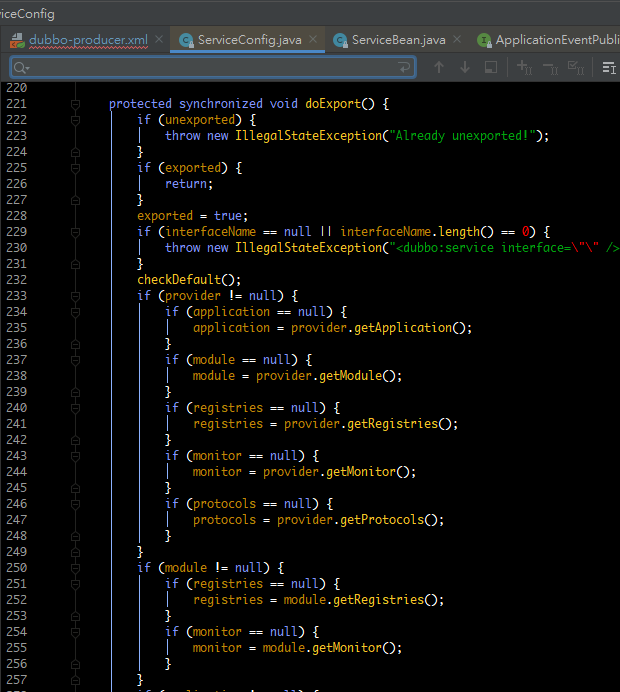 viceConfig
dubbo-producer.xml ServiceConfig.java ServiceBean.java ApplicationEventPubli
220
221 protected synchronized void doExport() {
222 if (unexported) {
223 throw new IllegalStateException("Already unexported!");
224 }
225 if (exported) {
226 return;
227 }
228 exported = true;
229 if (interfaceName == null || interfaceName.length() == 0) {
230 throw new IllegalStateException("<dubbo:service interface=\"\" />
231 }
232 checkDefault();
233 if (provider != null) {
234 if (application == null) {
235 application = provider.getApplication();
236 }
237 if (module == null) {
238 module = provider.getModule();
239 }
240 if (registries == null) {
241 registries = provider.getRegistries();
242 }
243 if (monitor == null) {
244 monitor = provider.getMonitor();
245 }
246 if (protocols == null) {
247 protocols = provider.getProtocols();
248 }
249 }
250 if (module != null) {
251 if (registries == null) {
252 registries = module.getRegistries();
253 }
254 if (monitor == null) {
255 monitor = module.getMonitor();
256 }
257 }